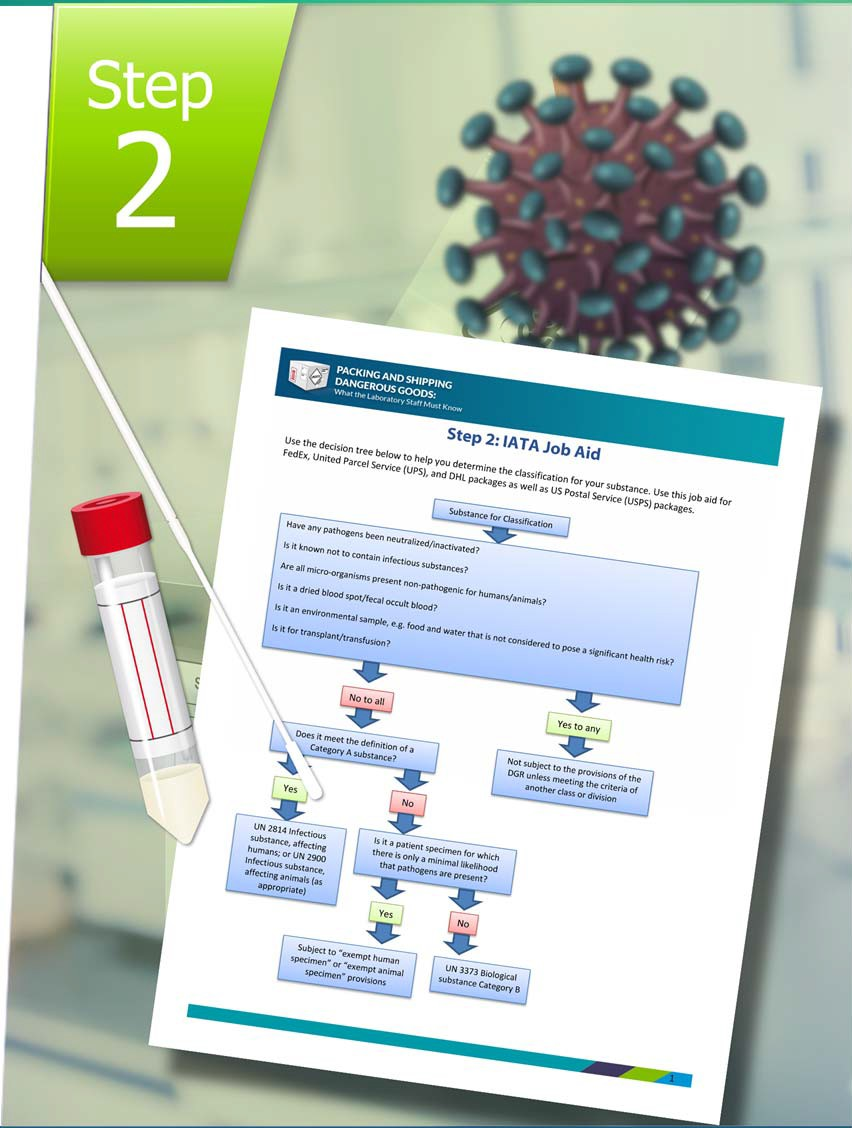 Step
2
PACKING AND SHIPPING
DANGEROUS GOODS:
What the Laboratory Staff Must Know
Step 2: IATA Job Aid
Use the decision tree below to help you determine the classification for your substance. Use this job aid for
FedEx, United Parcel Service (UPS), and DHL packages as well as US Postal Service (USPS) packages.
Substance for Classification
Have any pathogens been neutralized/inactivated?
Is it known not to contain infectious substances?
Are all micro-organisms present non-pathogenic for humans/animals?
Is it a dried blood spot/fecal occult blood?
Is it an environmental sample, e.g. food and water that is not considered to pose a significant health risk?
Is it for transplant/transfusion?
No to all
Yes to any
Does it meet the definition of a
Category A substance?
Not subject to the provisions of the
DGR unless meeting the criteria of
another class or division
Yes
No
UN 2814 Infectious
substance, affecting
humans; or UN 2900
Infectious substance,
affecting animals (as
appropriate)
Is it a patient specimen for which
there is only a minimal likelihood
that pathogens are present?
Yes
No
Subject to “exempt human
specimen” or “exempt animal
specimen” provisions
UN 3373 Biological
substance Category B
1